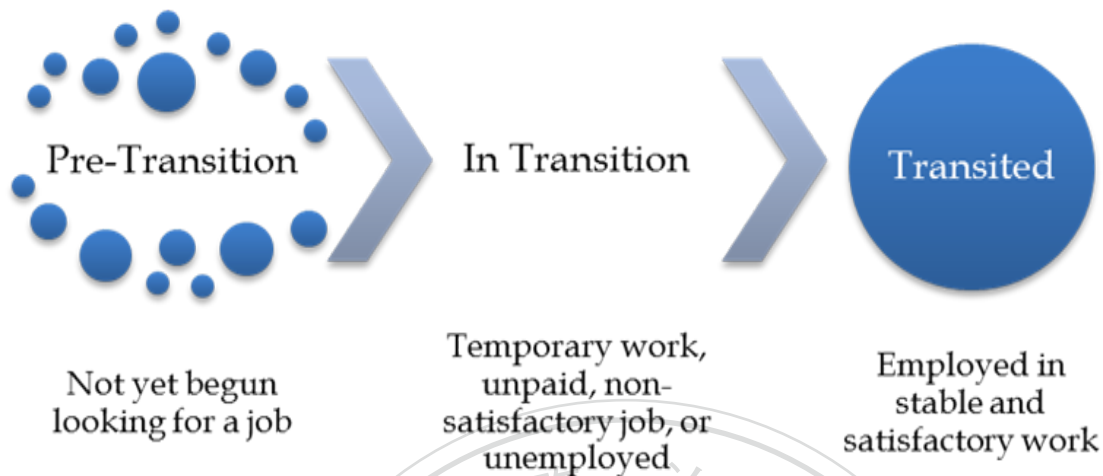 Pre-Transition
In Transition
Transited
Not yet begun
looking for a job
Temporary work,
unpaid, non-
satisfactory job, or
unemployed
Employed in
stable and
satisfactory work